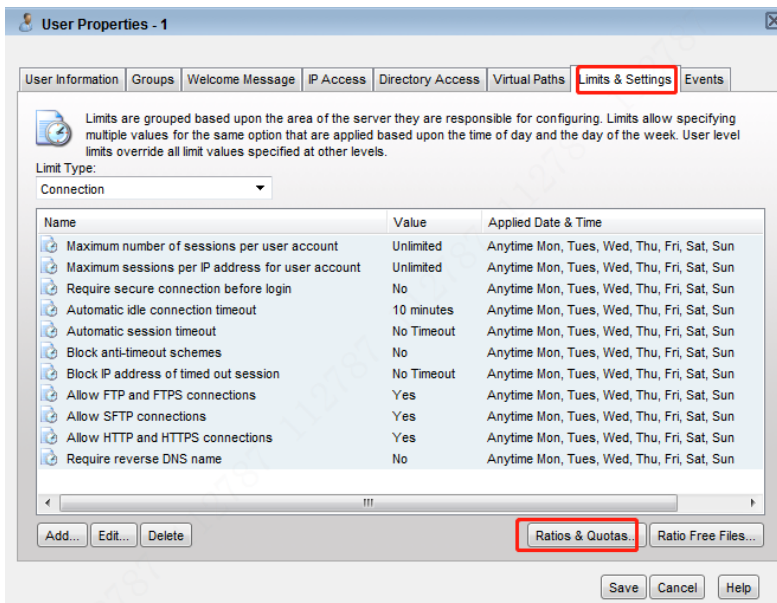 User Properties - 1
User Information Groups Welcome Message IP Access Directory Access Virtual Paths Limits & Settings Events
Limits are grouped based upon the area of the server they are responsible for configuring. Limits allow specifying
multiple values for the same option that are applied based upon the time of day and the day of the week. User level
limits override all limit values specified at other levels.
Limit Type:
Connection
Name Value Applied Date & Time
Maximum number of sessions per user account Unlimited Anytime Mon, Tues, Wed, Thu, Fri, Sat, Sun
Maximum sessions per IP address for user account Unlimited Anytime Mon, Tues, Wed, Thu, Fri, Sat, Sun
Require secure connection before login No Anytime Mon, Tues, Wed, Thu, Fri, Sat, Sun
Automatic idle connection timeout 10 minutes Anytime Mon, Tues, Wed, Thu, Fri, Sat, Sun
Automatic session timeout No Timeout Anytime Mon, Tues, Wed, Thu, Fri, Sat, Sun
Block anti-timeout schemes No Anytime Mon, Tues, Wed, Thu, Fri, Sat, Sun
Block IP address of timed out session No Timeout Anytime Mon, Tues, Wed, Thu, Fri, Sat, Sun
Allow FTP and FTPS connections Yes Anytime Mon, Tues, Wed, Thu, Fri, Sat, Sun
Allow SFTP connections Yes Anytime Mon, Tues, Wed, Thu, Fri, Sat, Sun
Allow HTTP and HTTPS connections Yes Anytime Mon, Tues, Wed, Thu, Fri, Sat, Sun
Require reverse DNS name No Anytime Mon, Tues, Wed, Thu, Fri, Sat, Sun
Add... Edit... Delete Ratios & Quotas... Ratio Free Files...
Save Cancel Help